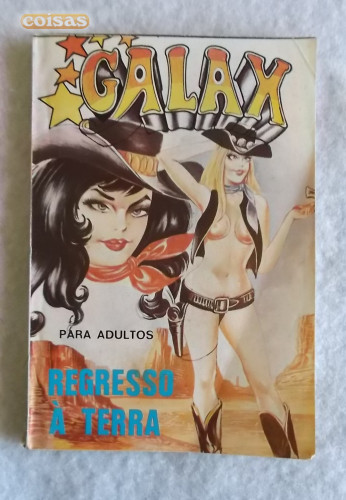 coisas
GALAX
PARA ADULTOS
REGRESSO
À TERRA